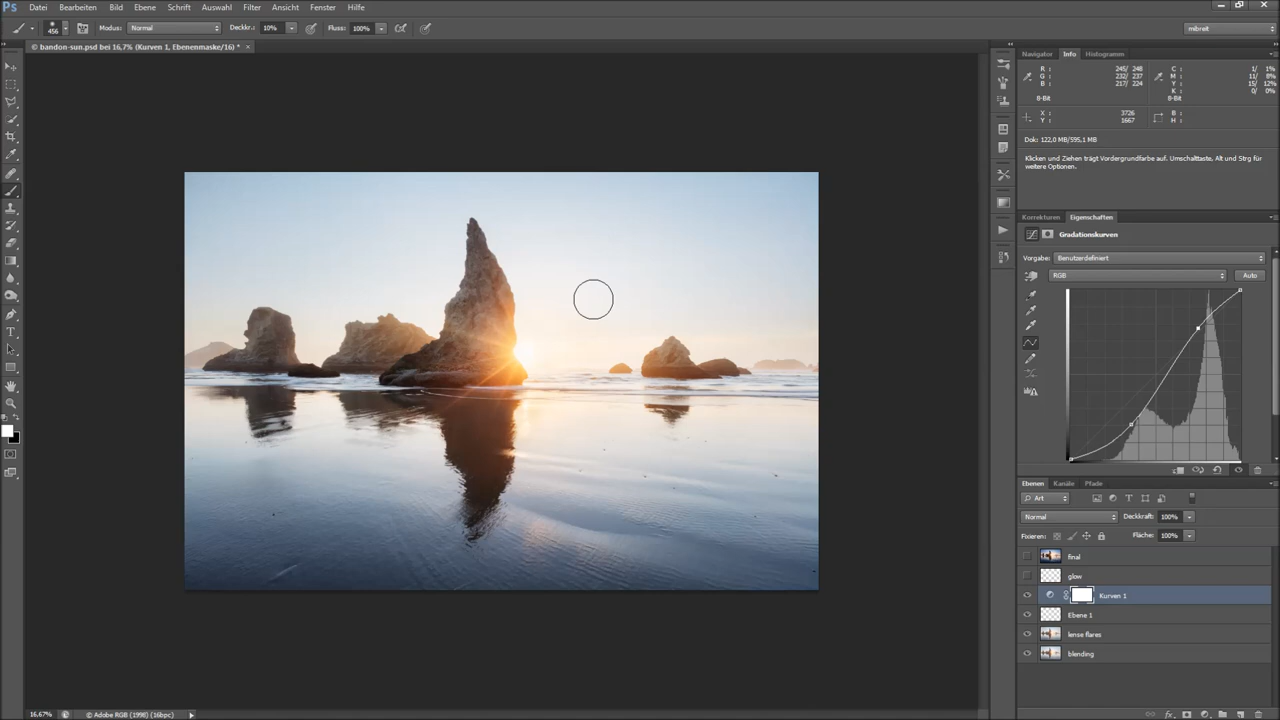 Ps Datei Bearbeiten Bild Ebene Schrift Auswahl Filter Ansicht 3D Fenster Hilfe
456 Modus: Normal Deckkr.: 10% Fluss: 100% mibreit
© bandon-sun.psd bei 16,7% (Kurven 1, Ebenenmaske/16) * ×
Navigator Info Histogramm
R : 245/ 248 C : 1/ 1%
G : 232/ 237 M : 11/ 8%
B : 217/ 224 Y : 15/ 12%
K : 0/ 0%
8-Bit 8-Bit
X : 3726 B :
Y : 1667 H :
Dok: 122,0 MB/595,1 MB
Klicken und Ziehen trägt Vordergrundfarbe auf. Umschalttaste, Alt und Strg für
weitere Optionen.
Korrekturen Eigenschaften
Gradationskurven
Vorgabe: Benutzerdefiniert
RGB Auto
Ebenen Kanäle Pfade
Art
Normal Deckkraft: 100%
Fixieren: Fläche: 100%
final
glow
Kurven 1
Ebene 1
lense flares
blending
16,67% Adobe RGB (1998) (16bpc)